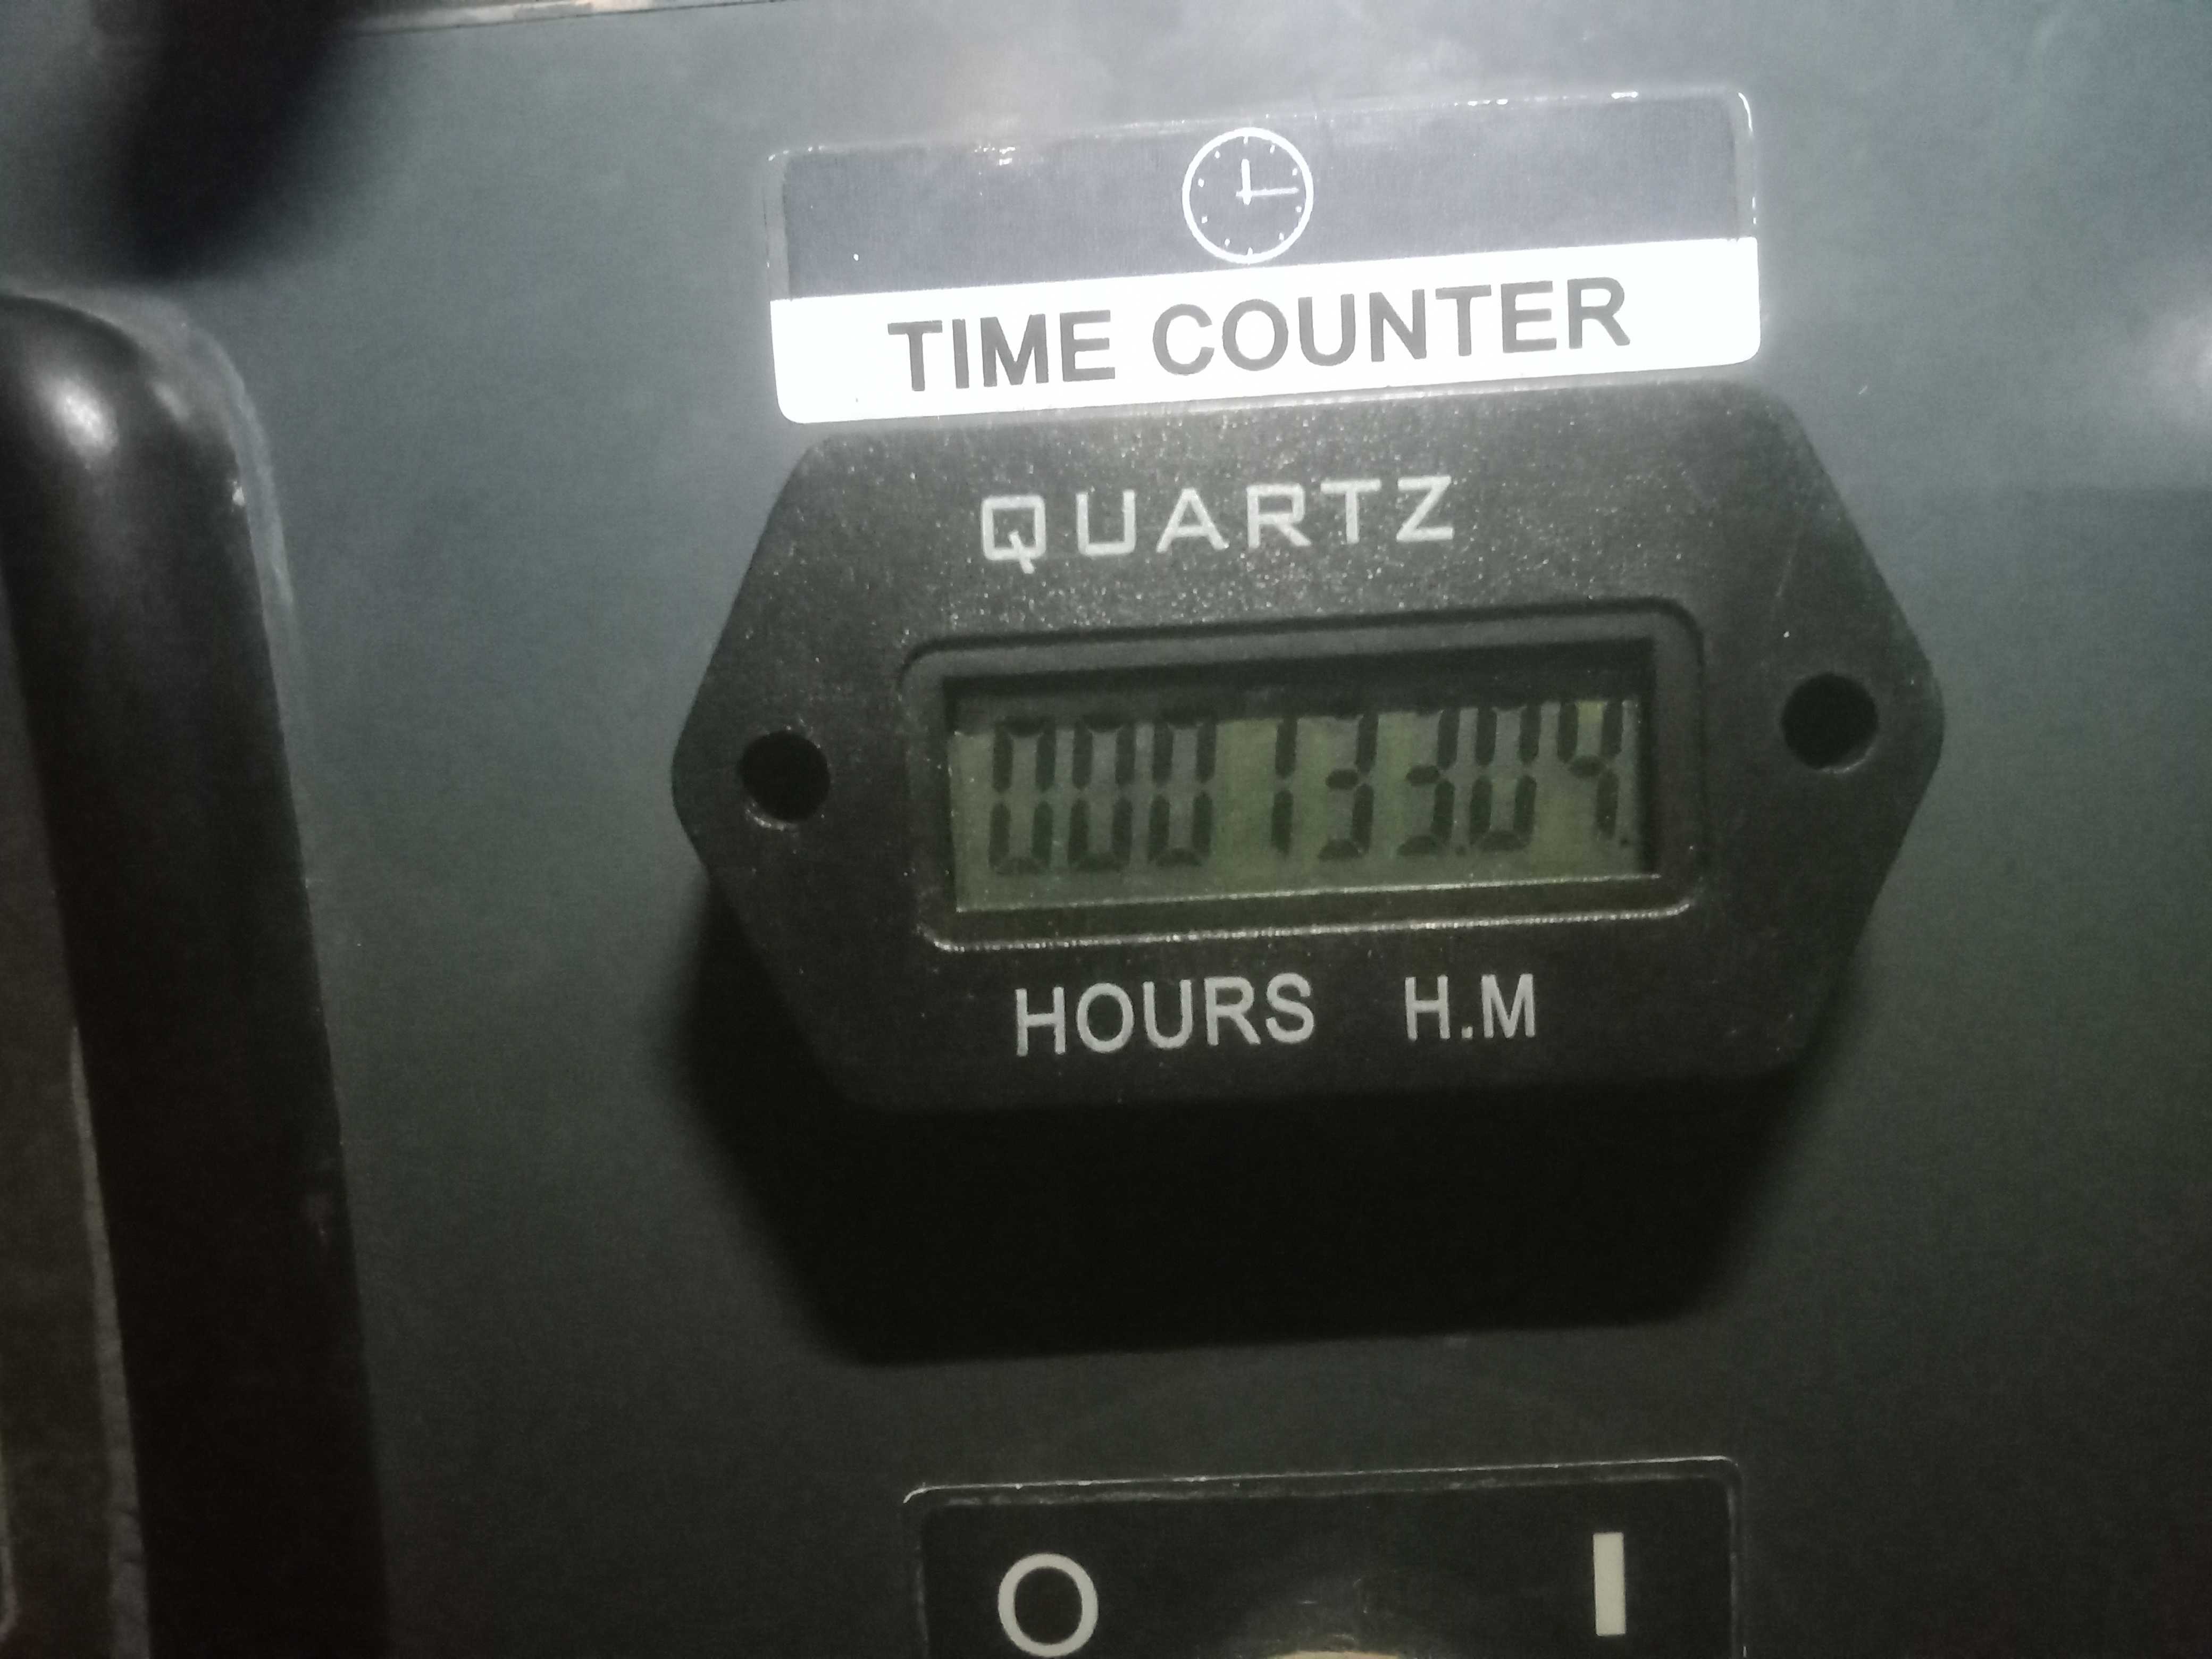 TIME COUNTER
QUARTZ
000133.04
HOURS H.M
O I